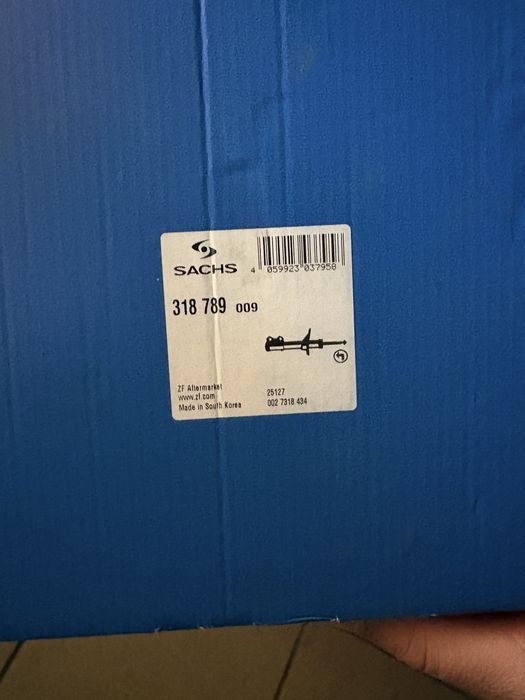 SACHS
4 059923 037958
318 789 009
ZF Aftermarket
www.zf.com
Made in South Korea
25127
002 7318 434